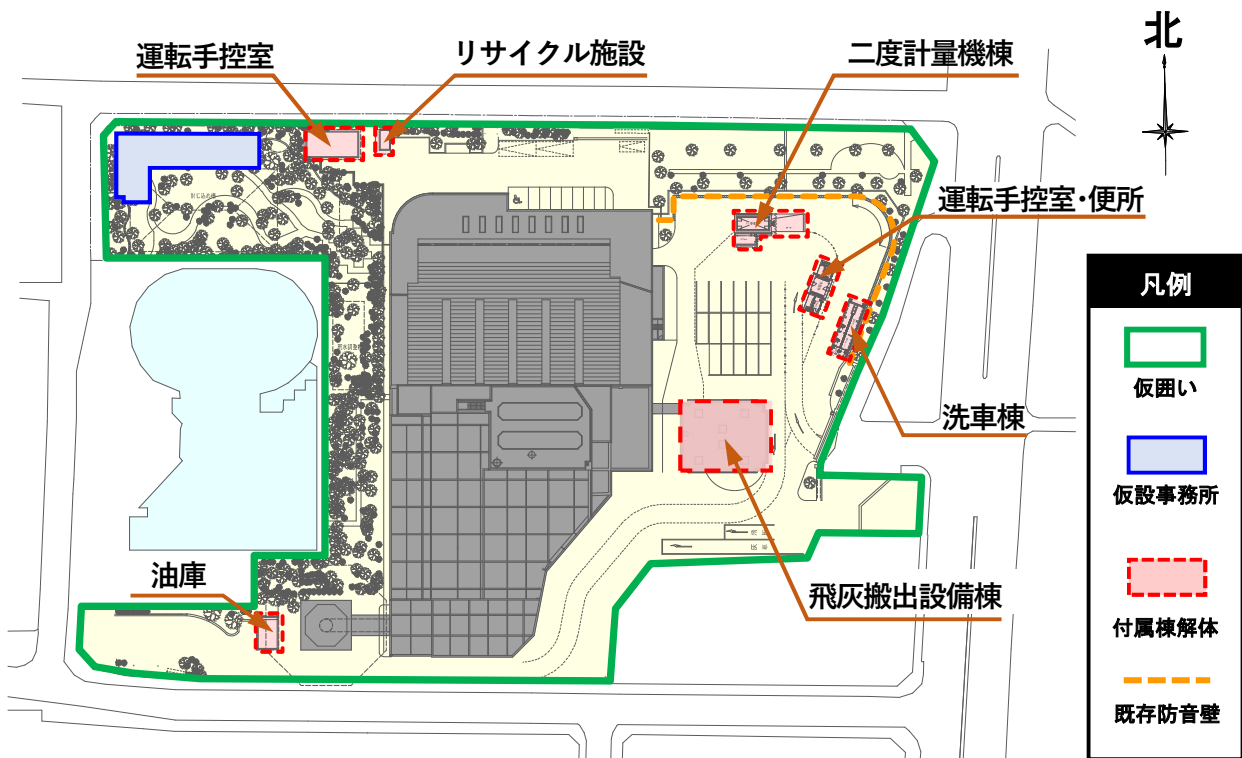 北
運転手控室
リサイクル施設
二度計量機棟
運転手控室・便所
凡例
仮囲い
洗車棟
仮設事務所
油庫
飛灰搬出設備棟
付属棟解体
既存防音壁